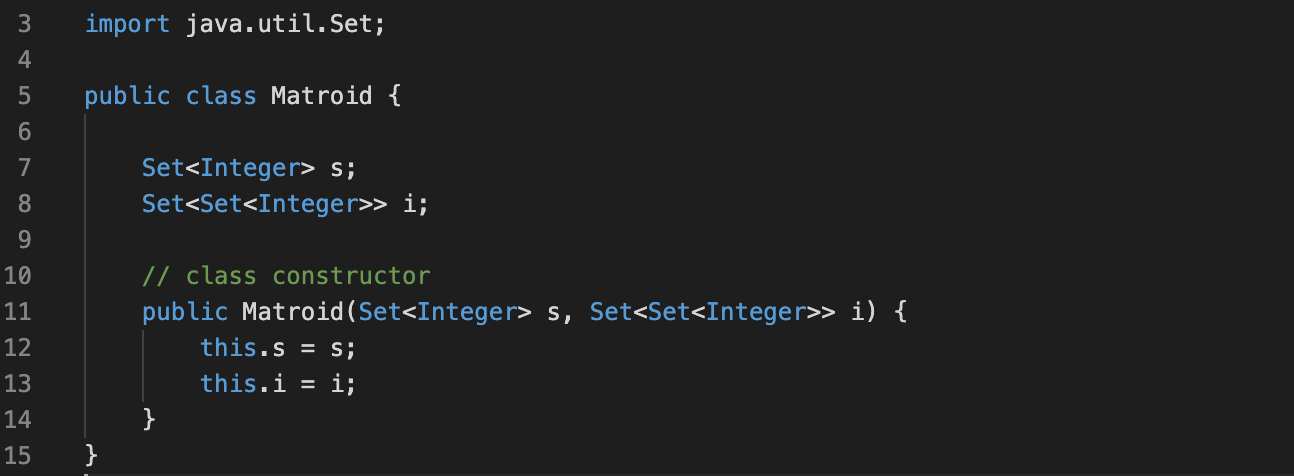 3 import java.util.Set;
4
5 public class Matroid {
6
7 Set<Integer> s;
8 Set<Set<Integer>> i;
9
10 // class constructor
11 public Matroid(Set<Integer> s, Set<Set<Integer>> i) {
12 this.s = s;
13 this.i = i;
14 }
15 }